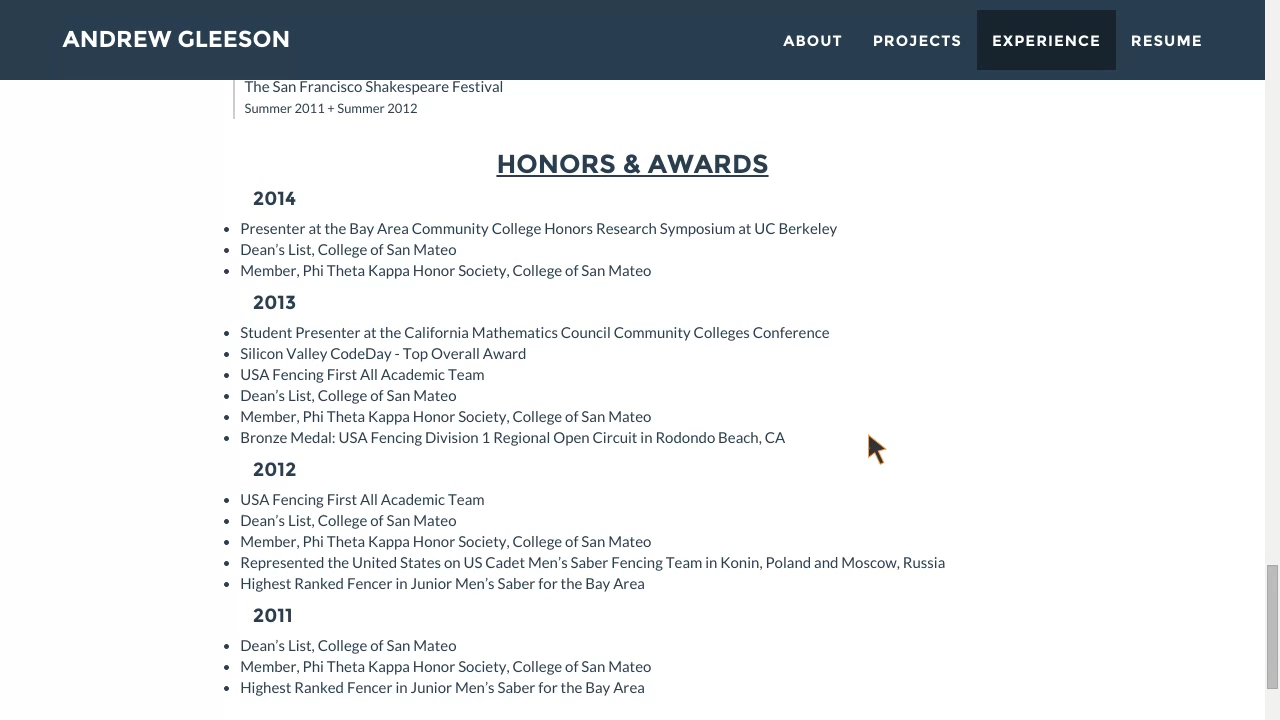 ANDREW GLEESON
ABOUT PROJECTS EXPERIENCE RESUME
The San Francisco Shakespeare Festival
Summer 2011 + Summer 2012
HONORS & AWARDS
2014
• Presenter at the Bay Area Community College Honors Research Symposium at UC Berkeley
• Dean’s List, College of San Mateo
• Member, Phi Theta Kappa Honor Society, College of San Mateo
2013
• Student Presenter at the California Mathematics Council Community Colleges Conference
• Silicon Valley CodeDay - Top Overall Award
• USA Fencing First All Academic Team
• Dean’s List, College of San Mateo
• Member, Phi Theta Kappa Honor Society, College of San Mateo
• Bronze Medal: USA Fencing Division 1 Regional Open Circuit in Rodondo Beach, CA
2012
• USA Fencing First All Academic Team
• Dean’s List, College of San Mateo
• Member, Phi Theta Kappa Honor Society, College of San Mateo
• Represented the United States on US Cadet Men’s Saber Fencing Team in Konin, Poland and Moscow, Russia
• Highest Ranked Fencer in Junior Men’s Saber for the Bay Area
2011
• Dean’s List, College of San Mateo
• Member, Phi Theta Kappa Honor Society, College of San Mateo
• Highest Ranked Fencer in Junior Men’s Saber for the Bay Area